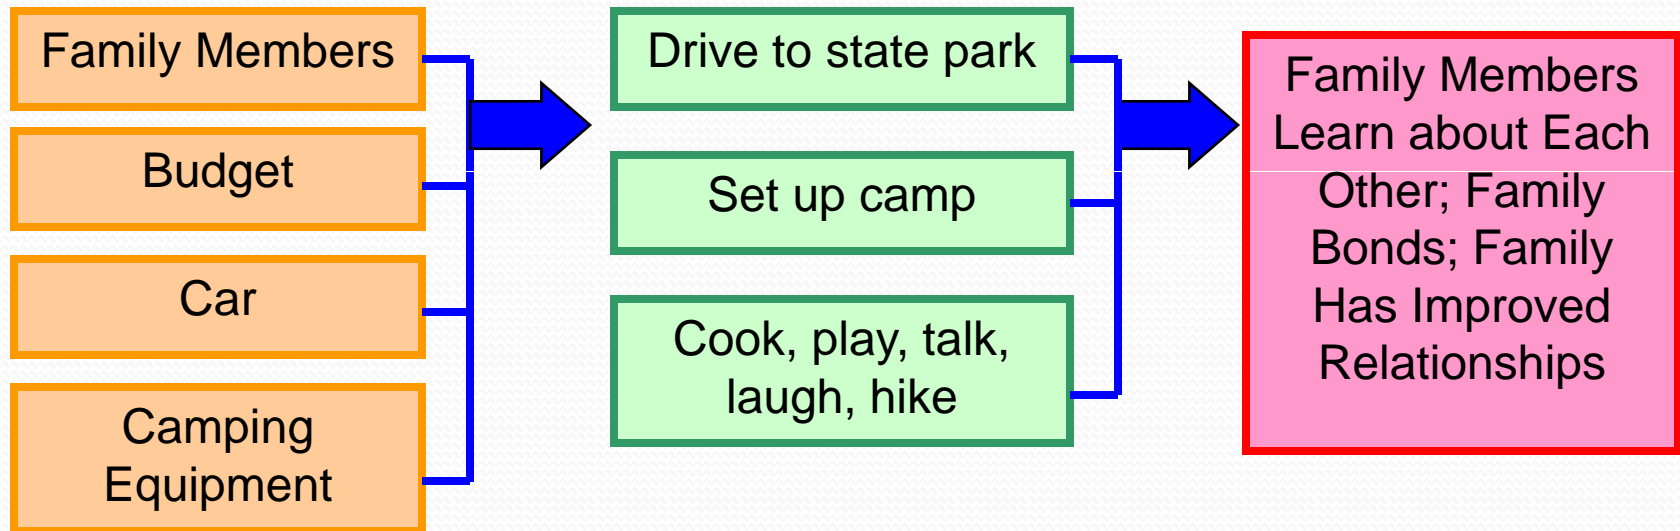 Family Members
Budget
Car
Camping
Equipment
Drive to state park
Set up camp
Cook, play, talk,
laugh, hike
Family Members
Learn about Each
Other; Family
Bonds; Family
Has Improved
Relationships